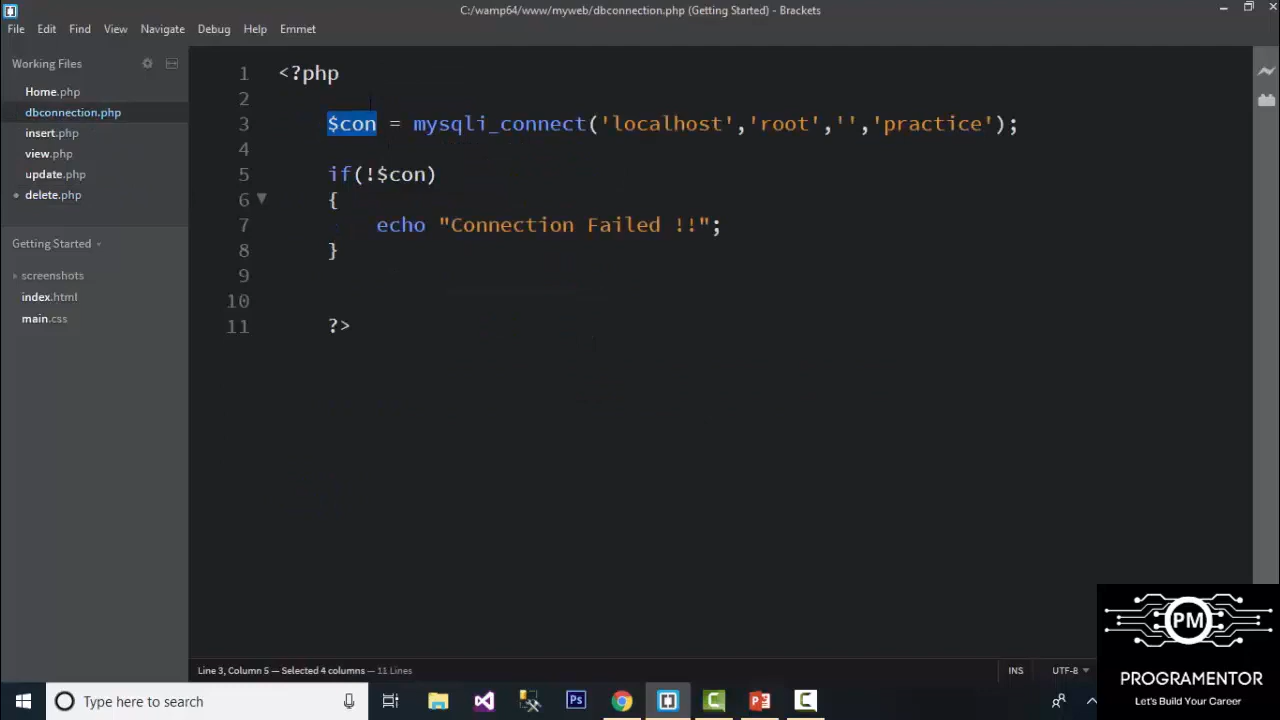 C:/wamp64/www/myweb/dbconnection.php (Getting Started) - Brackets
File Edit Find View Navigate Debug Help Emmet
Working Files
Home.php
dbconnection.php
insert.php
view.php
update.php
delete.php
Getting Started
screenshots
index.html
main.css
1 <?php
2
3 $con = mysqli_connect('localhost','root','','practice');
4
5 if(!$con)
6 {
7 echo "Connection Failed !!";
8 }
9
10
11 ?>
Line 3, Column 5 — Selected 4 columns — 11 Lines
INS UTF-8
PM
PROGRAMENTOR
Let's Build Your Career
Type here to search
Ps